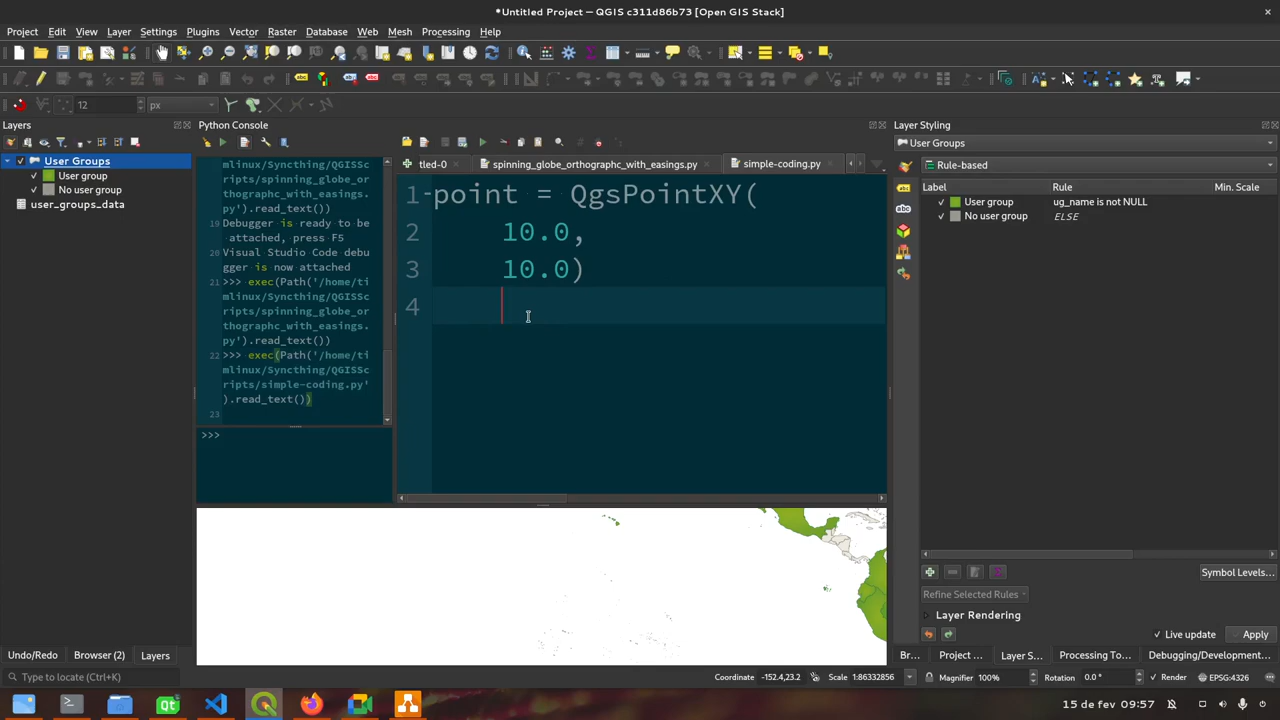 *Untitled Project — QGIS c311d86b73 [Open GIS Stack]
Project Edit View Layer Settings Plugins Vector Raster Database Web Mesh Processing Help
12 px
Layers
User Groups
User group
No user group
user_groups_data
Undo/Redo Browser (2) Layers
Python Console
mlinux/Syncthing/QGISSc
ripts/spinning_globe_or
thographc_with_easings.
py').read_text())
19 Debugger is ready to be
attached, press F5
20 Visual Studio Code debu
gger is now attached
21 >>> exec(Path('/home/ti
mlinux/Syncthing/QGISSc
ripts/spinning_globe_or
thographc_with_easings.
py').read_text())
22 >>> exec(Path('/home/ti
mlinux/Syncthing/QGISSc
ripts/simple-coding.py'
).read_text())
23
>>>
tled-0 spinning_globe_orthographc_with_easings.py simple-coding.py
1 point = QgsPointXY(
2 10.0,
3 10.0)
4
Layer Styling
User Groups
Rule-based
Label Rule Min. Scale
User group ug_name is not NULL
No user group ELSE
Symbol Levels...
Refine Selected Rules
Layer Rendering
Live update Apply
Br... Project ... Layer S... Processing To... Debugging/Development...
Type to locate (Ctrl+K)
Coordinate -152.4,23.2 Scale 1:86332856 Magnifier 100% Rotation 0.0 ° Render EPSG:4326
15 de fev 09:57